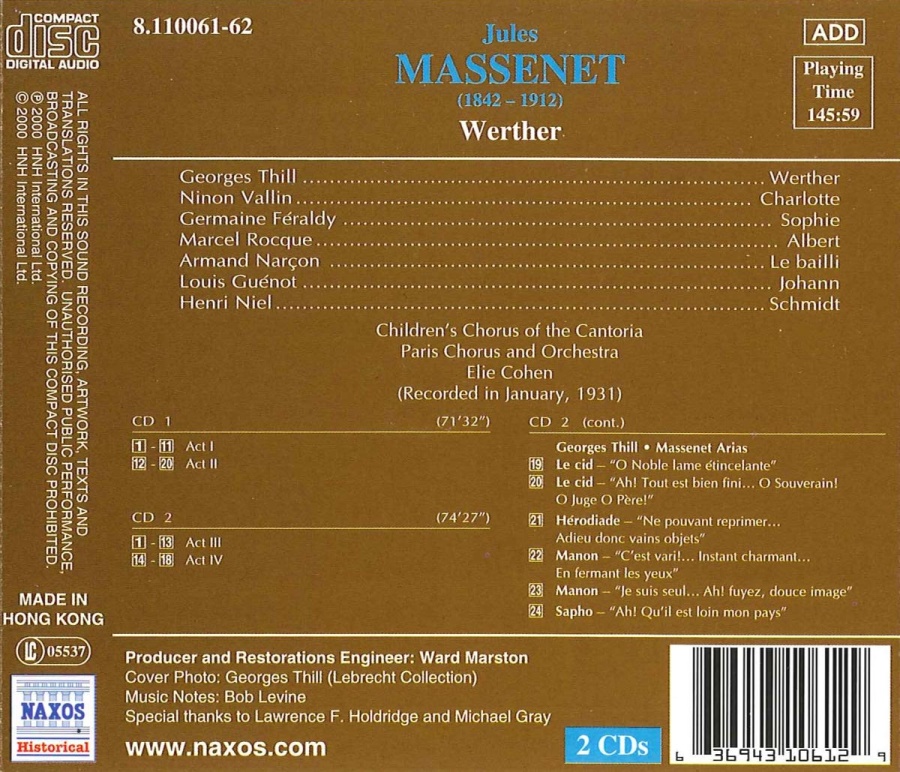 COMPACT
disc
DIGITAL AUDIO
8.110061-62
Jules
MASSENET
(1842 – 1912)
Werther
ADD
Playing
Time
145:59
ALL RIGHTS IN THIS SOUND RECORDING, ARTWORK, TEXTS AND
TRANSLATIONS RESERVED. UNAUTHORISED PUBLIC PERFORMANCE,
BROADCASTING AND COPYING OF THIS COMPACT DISC PROHIBITED.
℗ 2000 HNH International Ltd.
© 2000 HNH International Ltd.
Georges Thill ........ Werther
Ninon Vallin ........ Charlotte
Germaine Féraldy ........ Sophie
Marcel Rocque ........ Albert
Armand Narçon ........ Le bailli
Louis Guénot ........ Johann
Henri Niel ........ Schmidt
Children's Chorus of the Cantoria
Paris Chorus and Orchestra
Elie Cohen
(Recorded in January, 1931)
CD 1 (71'32")
1 - 11 Act I
12 - 20 Act II
CD 2 (74'27")
1 - 13 Act III
14 - 18 Act IV
CD 2 (cont.)
Georges Thill • Massenet Arias
19 Le cid – "O Noble lame étincelante"
20 Le cid – "Ah! Tout est bien fini... O Souverain!
O Juge O Père!"
21 Hérodiade – "Ne pouvant reprimer...
Adieu donc vains objets"
22 Manon – "C'est vari!... Instant charmant...
En fermant les yeux"
23 Manon – "Je suis seul... Ah! fuyez, douce image"
24 Sapho – "Ah! Qu'il est loin mon pays"
MADE IN
HONG KONG
LC 05537
NAXOS
Historical
Producer and Restorations Engineer: Ward Marston
Cover Photo: Georges Thill (Lebrecht Collection)
Music Notes: Bob Levine
Special thanks to Lawrence F. Holdridge and Michael Gray
www.naxos.com
2 CDs
6 36943 10612 9